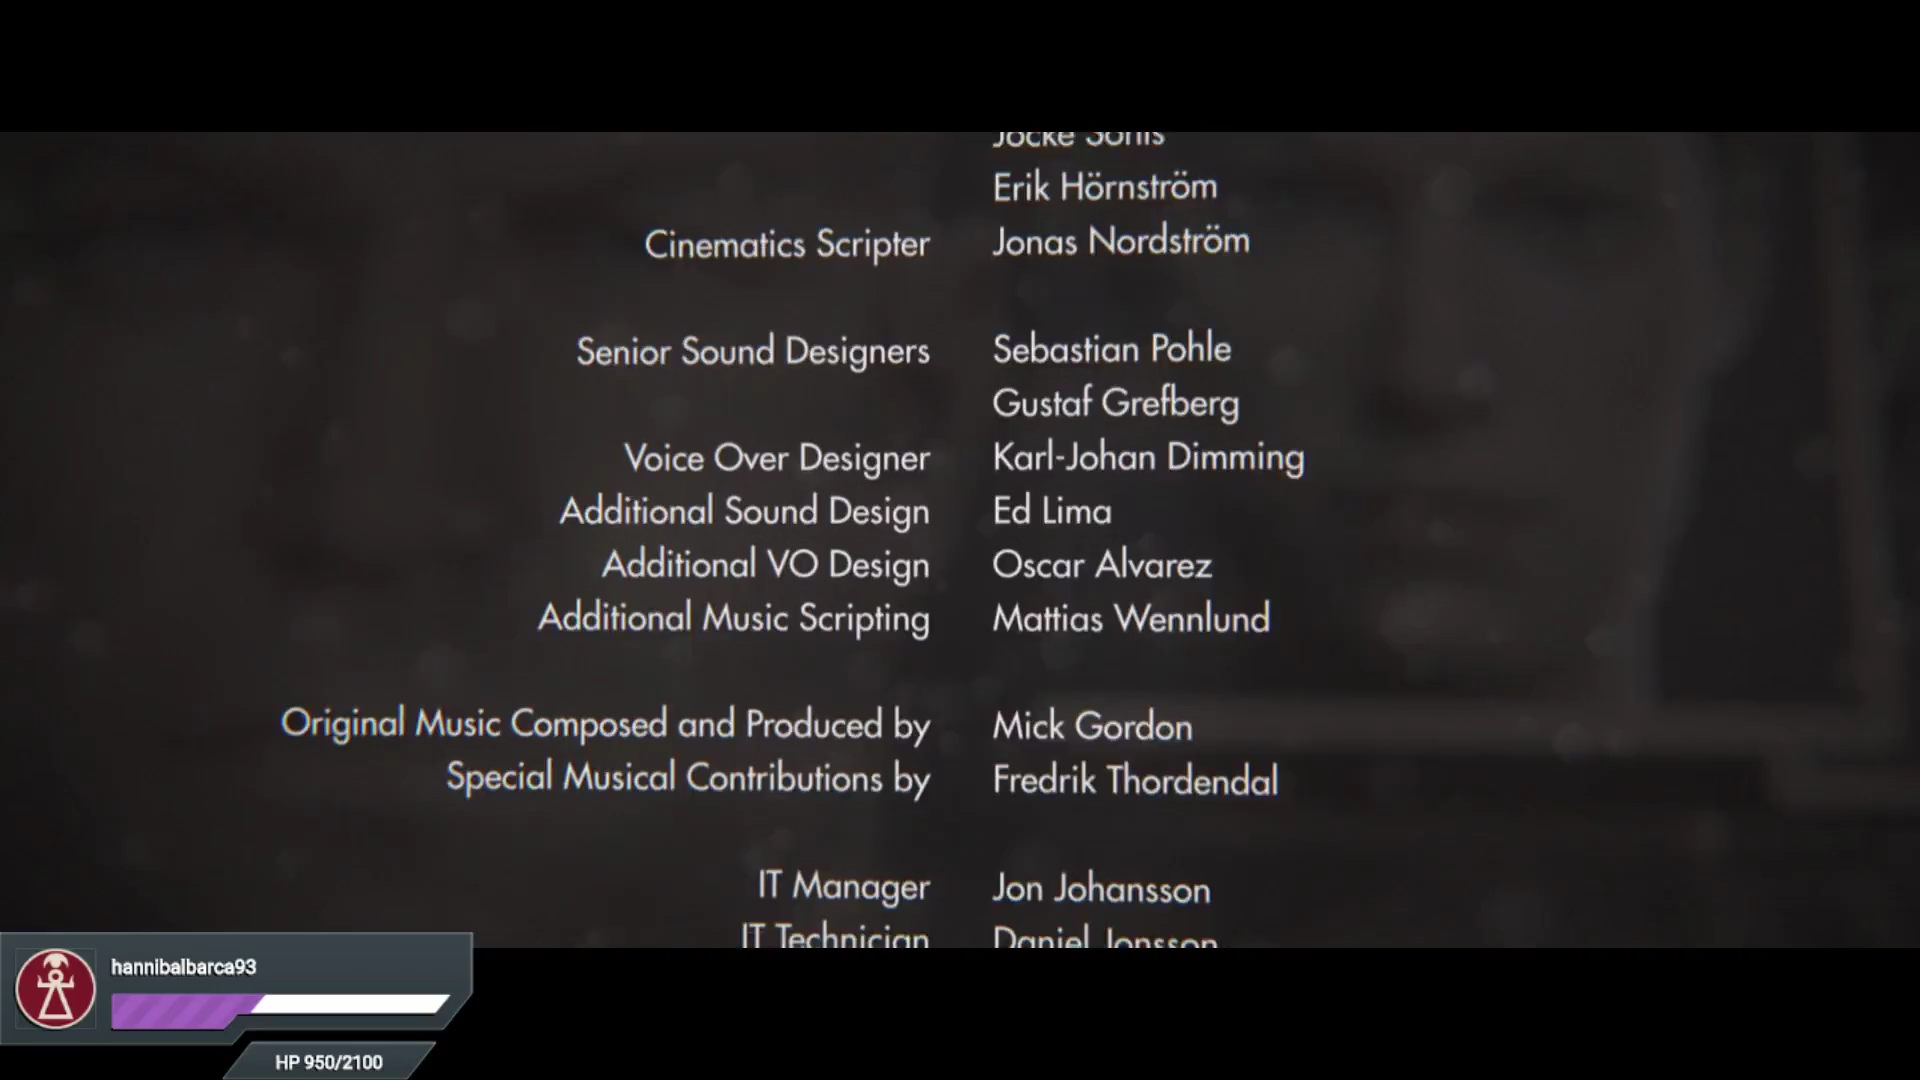 Erik Hörnström
Cinematics Scripter Jonas Nordström
Senior Sound Designers Sebastian Pohle
Gustaf Grefberg
Voice Over Designer Karl-Johan Dimming
Additional Sound Design Ed Lima
Additional VO Design Oscar Alvarez
Additional Music Scripting Mattias Wennlund
Original Music Composed and Produced by Mick Gordon
Special Musical Contributions by Fredrik Thordendal
IT Manager Jon Johansson
IT Technician Daniel Jonsson
hannibalbarca93
HP 950/2100